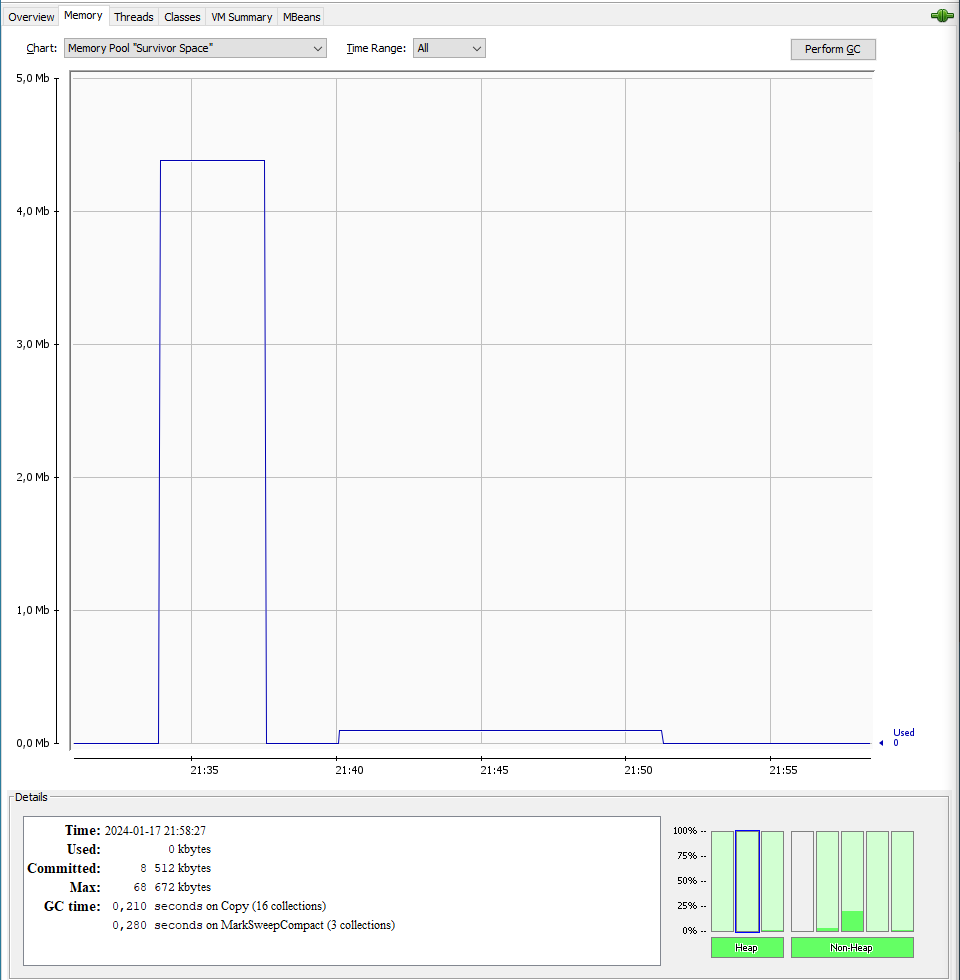 Overview Memory Threads Classes VM Summary MBeans
Chart: Memory Pool "Survivor Space" Time Range: All Perform GC
5,0 Mb
4,0 Mb
3,0 Mb
2,0 Mb
1,0 Mb
0,0 Mb
Used
0
21:35 21:40 21:45 21:50 21:55
Details
Time: 2024-01-17 21:58:27
Used: 0 kbytes
Committed: 8 512 kbytes
Max: 68 672 kbytes
GC time: 0,210 seconds on Copy (16 collections)
0,280 seconds on MarkSweepCompact (3 collections)
100% --
75% --
50% --
25% --
0% --
Heap Non-Heap